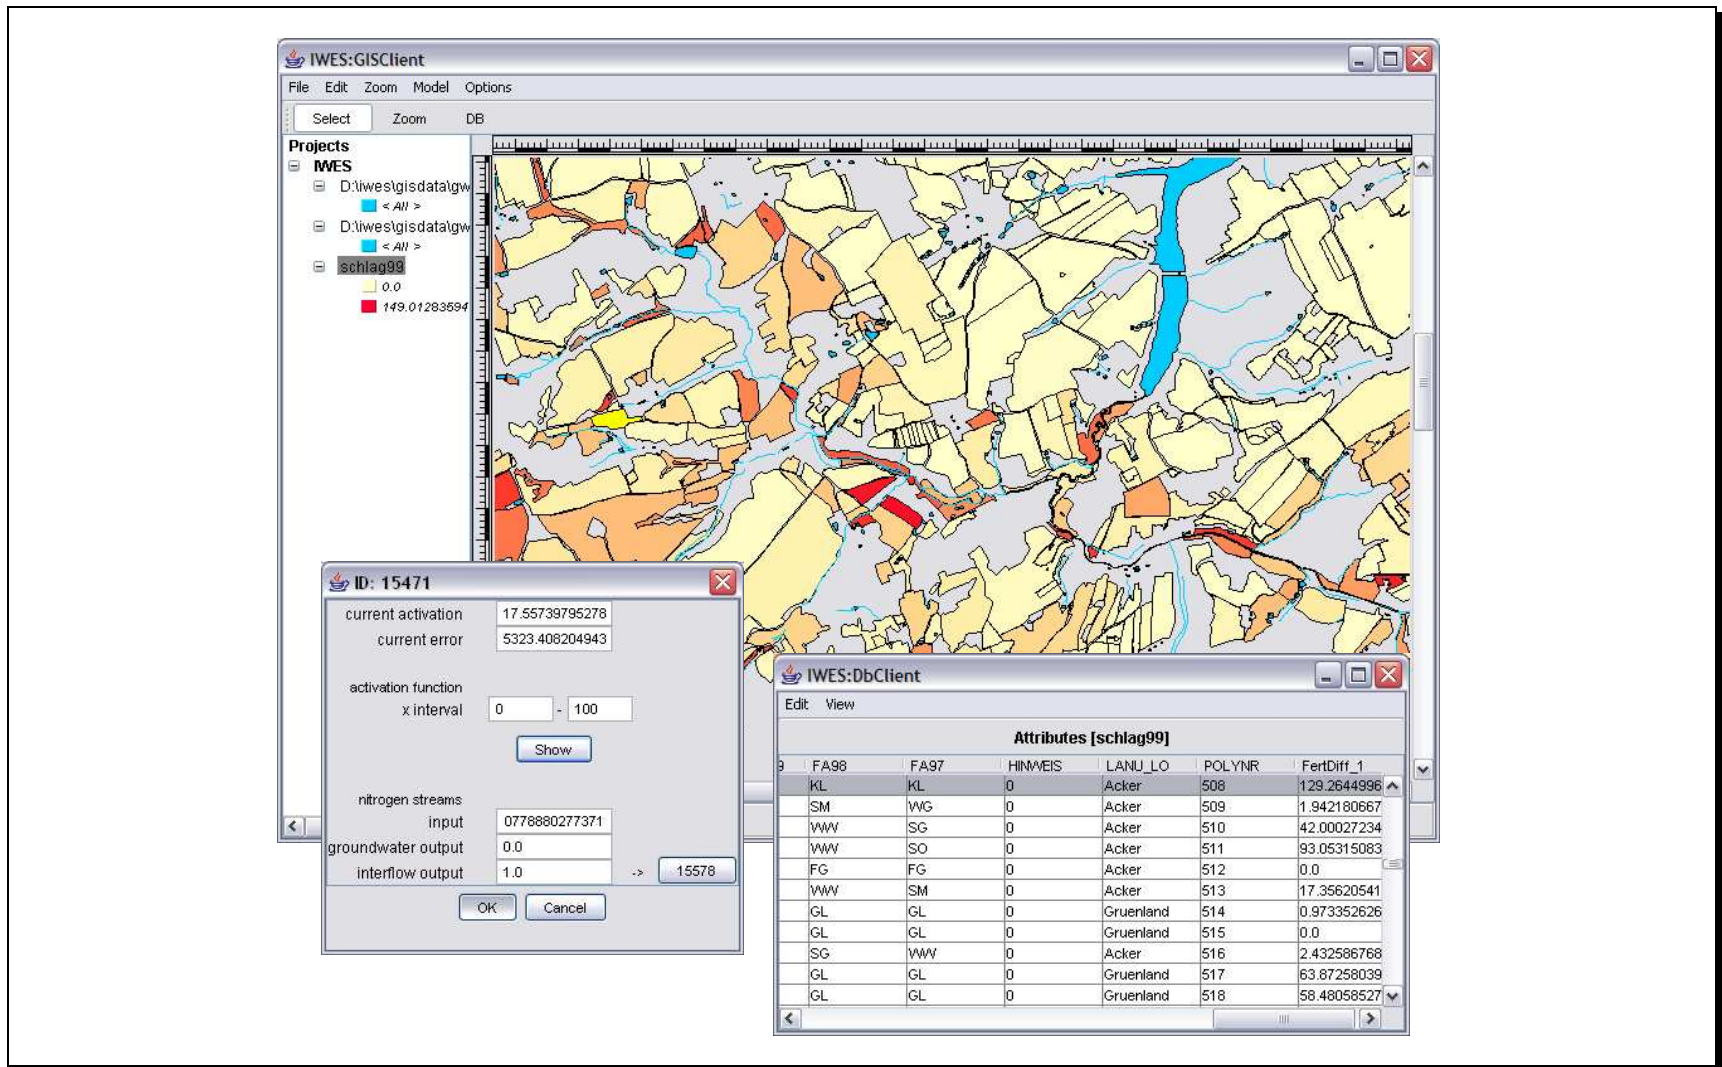 IWES:GISClient
File Edit Zoom Model Options
Select Zoom DB
Projects
IWES
D:\iwes\gisdata\gw
< All >
D:\iwes\gisdata\gw
< All >
schlag99
0.0
149.01283594
ID: 15471
current activation 17.55739795278
current error 5323.408204943
activation function
x interval 0 - 100
Show
nitrogen streams
input 0778880277371
groundwater output 0.0
interflow output 1.0 -> 15578
OK Cancel
IWES:DbClient
Edit View
Attributes [schlag99]
9 FA98 FA97 HINWEIS LANU_LO POLYNR FertDiff_1
KL KL 0 Acker 508 129.2644996
SM WG 0 Acker 509 1.942180667
WW SG 0 Acker 510 42.00027234
WW SO 0 Acker 511 93.05315083
FG FG 0 Acker 512 0.0
WW SM 0 Acker 513 17.35620541
GL GL 0 Gruenland 514 0.973352626
GL GL 0 Gruenland 515 0.0
SG WW 0 Acker 516 2.432586768
GL GL 0 Gruenland 517 63.87258039
GL GL 0 Gruenland 518 58.48058527